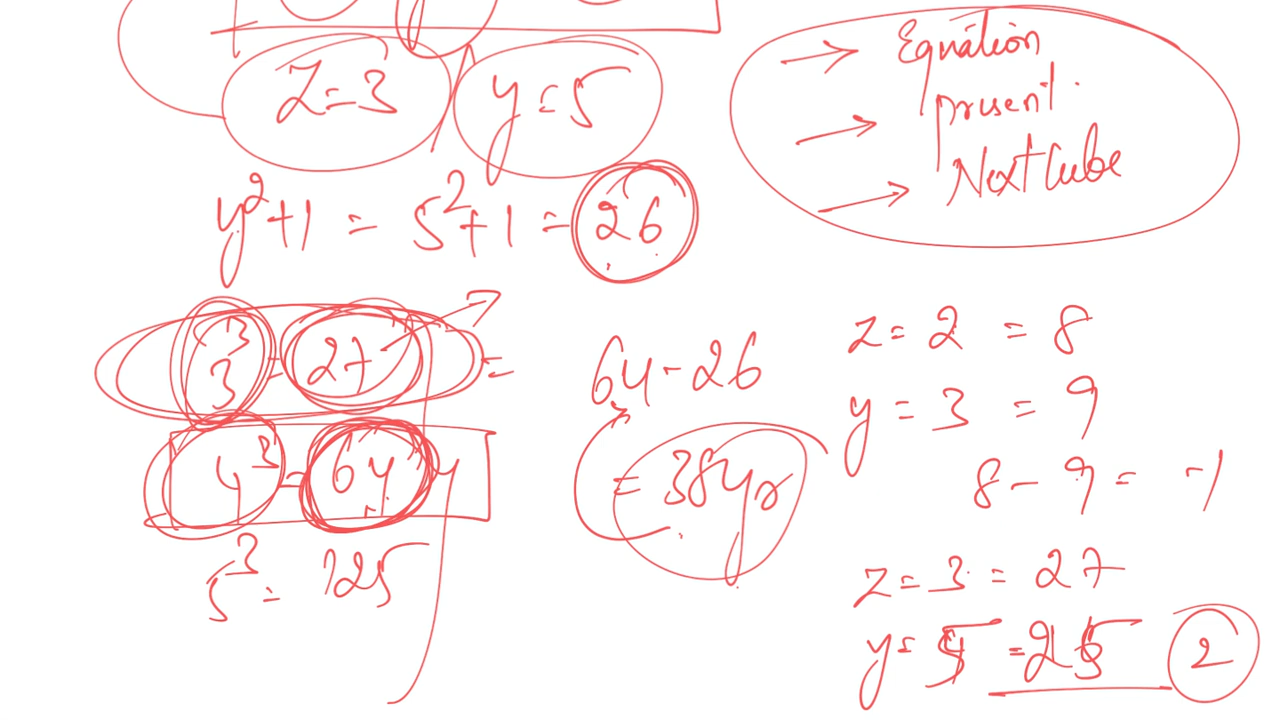 z=3 y=5
→ Equation
→ present
→ Next Cube
y²+1 = 5²+1 = 26
3³ = 27 =
4³ = 64 y
5³ = 125
64-26
= 38yr
z = 2 = 8
y = 3 = 9
8 - 9 = -1
z = 3 = 27
y = 5 = 25 2